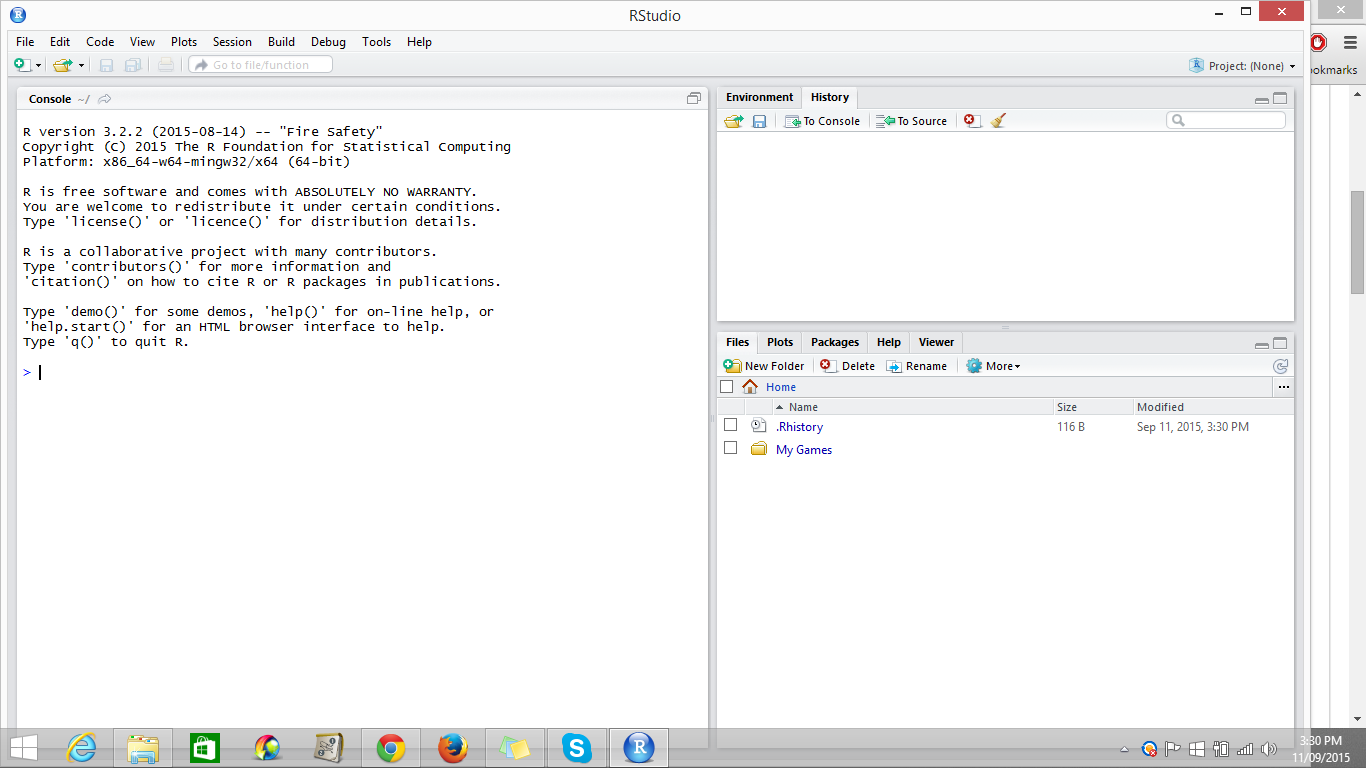 RStudio
File Edit Code View Plots Session Build Debug Tools Help
Go to file/function
Project: (None)
ookmarks
Console ~/
R version 3.2.2 (2015-08-14) -- "Fire Safety"
Copyright (C) 2015 The R Foundation for Statistical Computing
Platform: x86_64-w64-mingw32/x64 (64-bit)
R is free software and comes with ABSOLUTELY NO WARRANTY.
You are welcome to redistribute it under certain conditions.
Type 'license()' or 'licence()' for distribution details.
R is a collaborative project with many contributors.
Type 'contributors()' for more information and
'citation()' on how to cite R or R packages in publications.
Type 'demo()' for some demos, 'help()' for on-line help, or
'help.start()' for an HTML browser interface to help.
Type 'q()' to quit R.
>
Environment History
To Console To Source
Files Plots Packages Help Viewer
New Folder Delete Rename More
Home ...
Name Size Modified
.Rhistory 116 B Sep 11, 2015, 3:30 PM
My Games
3:30 PM
11/09/2015